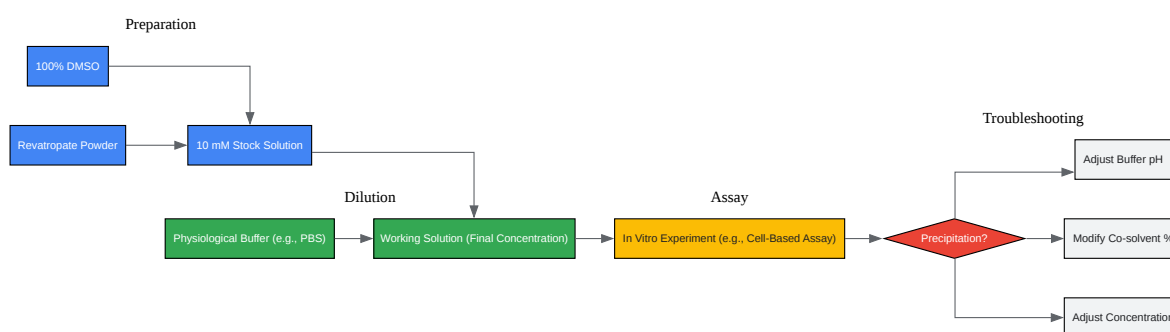 Preparation
100% DMSO
Revatropate Powder
10 mM Stock Solution
Dilution
Physiological Buffer (e.g., PBS)
Working Solution (Final Concentration)
Assay
In Vitro Experiment (e.g., Cell-Based Assay)
Precipitation?
Troubleshooting
Adjust Buffer pH
Modify Co-solvent %
Adjust Concentration